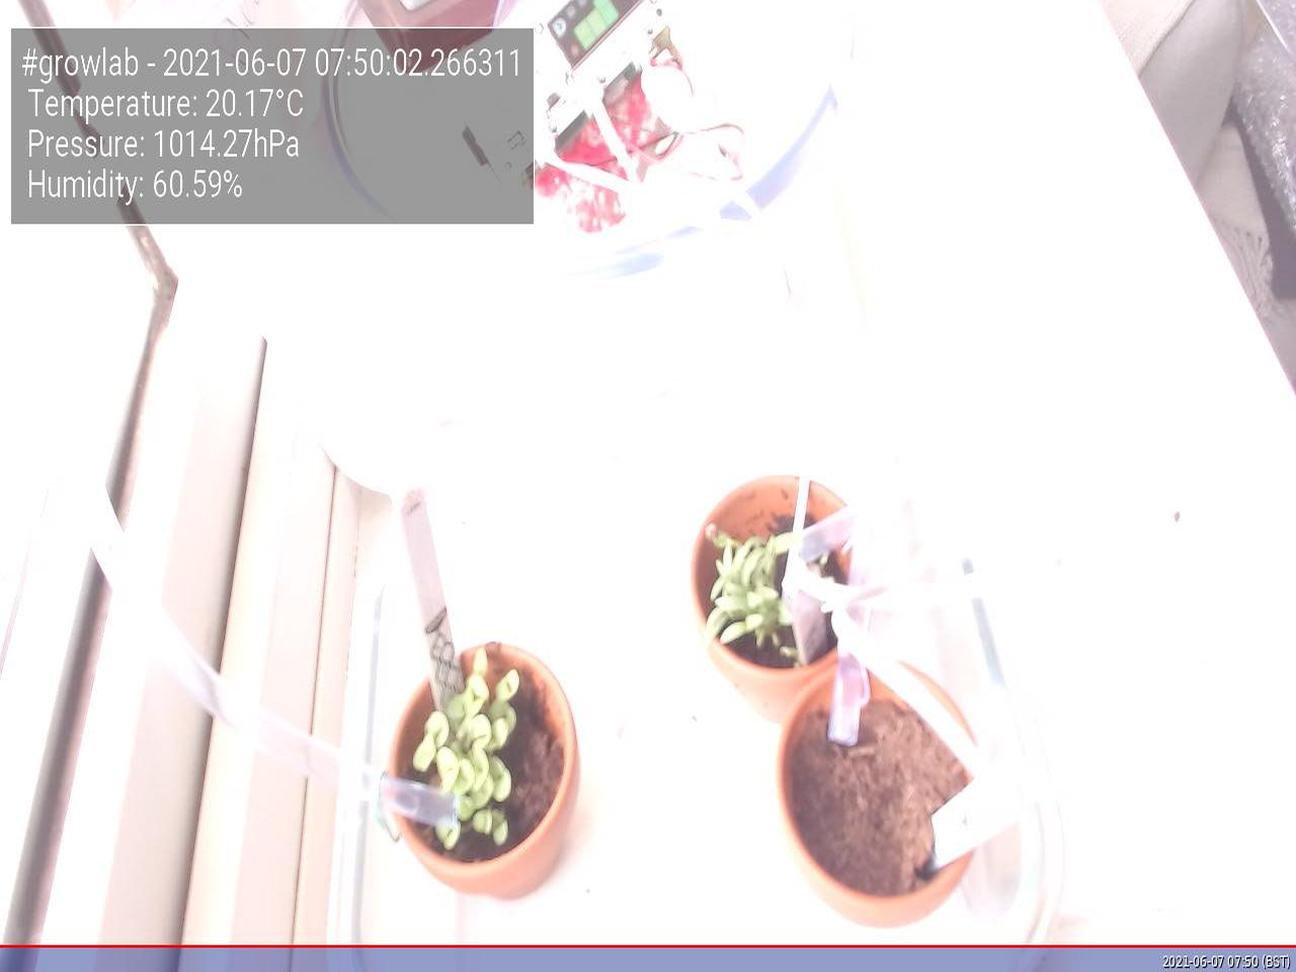 #growlab - 2021-06-07 07:50:02.266311
Temperature: 20.17°C
Pressure: 1014.27hPa
Humidity: 60.59%
2021-06-07 07:50 (BST)